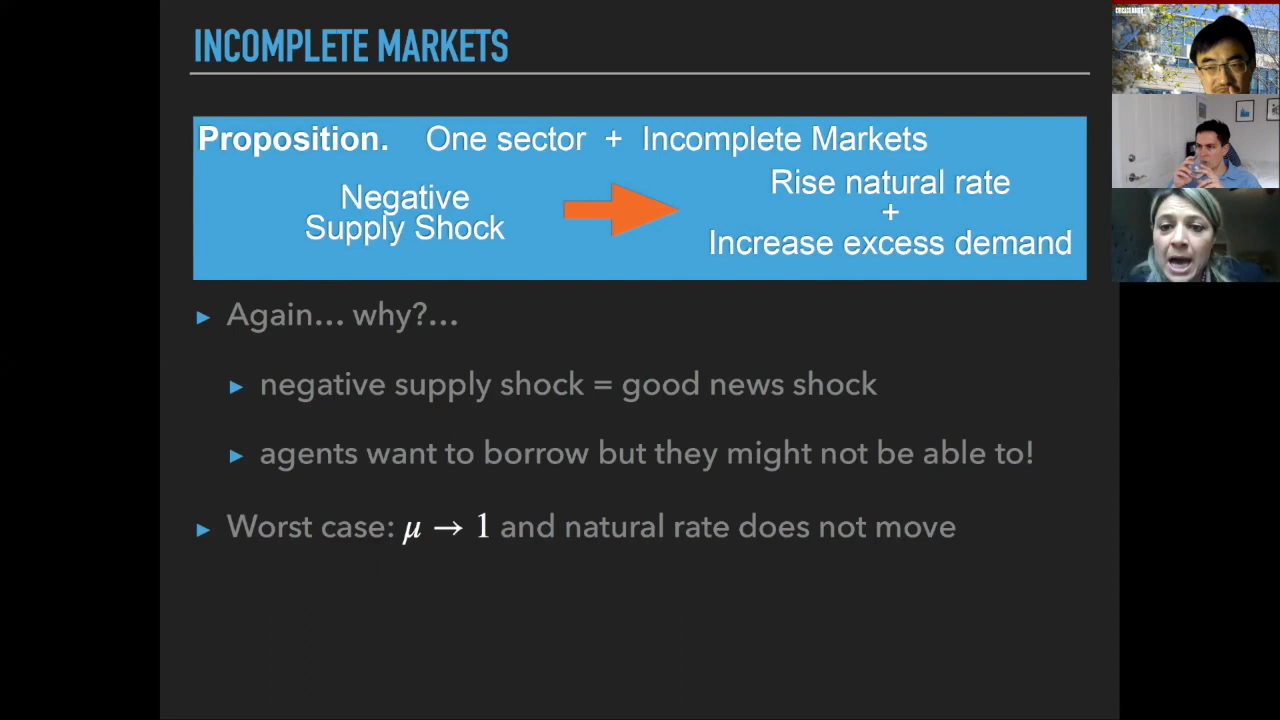 INCOMPLETE MARKETS
Proposition. One sector + Incomplete Markets
Negative
Supply Shock
Rise natural rate
+
Increase excess demand
Again… why?…
negative supply shock = good news shock
agents want to borrow but they might not be able to!
Worst case: μ → 1 and natural rate does not move